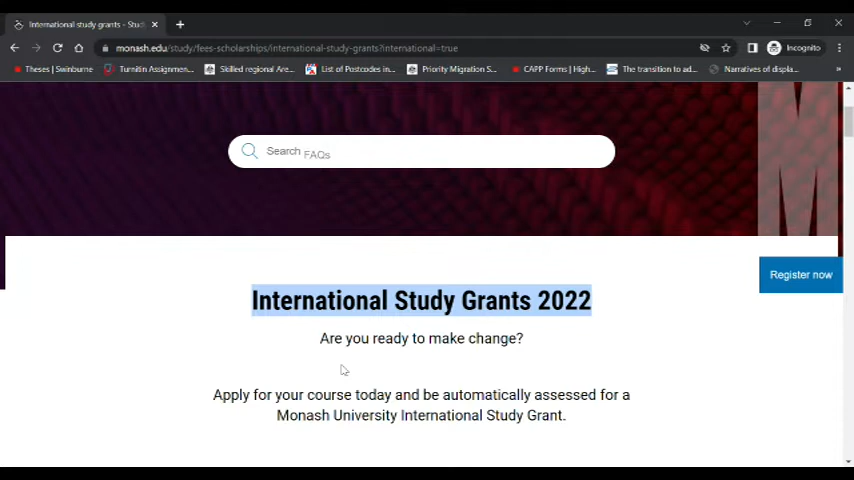 International study grants - Stud
monash.edu/study/fees-scholarships/international-study-grants?international=true
Incognito
Theses | Swinburne
Turnitin Assignmen...
Skilled regional Are...
List of Postcodes in...
Priority Migration S...
CAPP Forms | High...
The transition to ad...
Narratives of displa...
»
Search FAQs
M
Register now
International Study Grants 2022
Are you ready to make change?
Apply for your course today and be automatically assessed for a
Monash University International Study Grant.